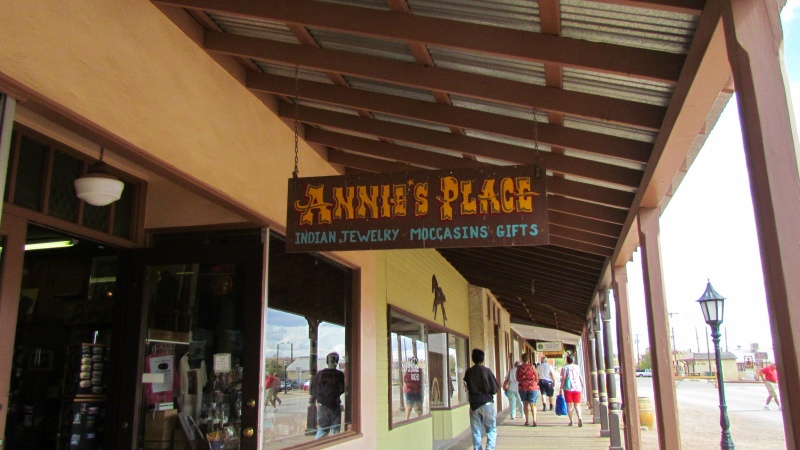 ANNIE'S PLACE
INDIAN JEWELRY MOCCASINS GIFTS